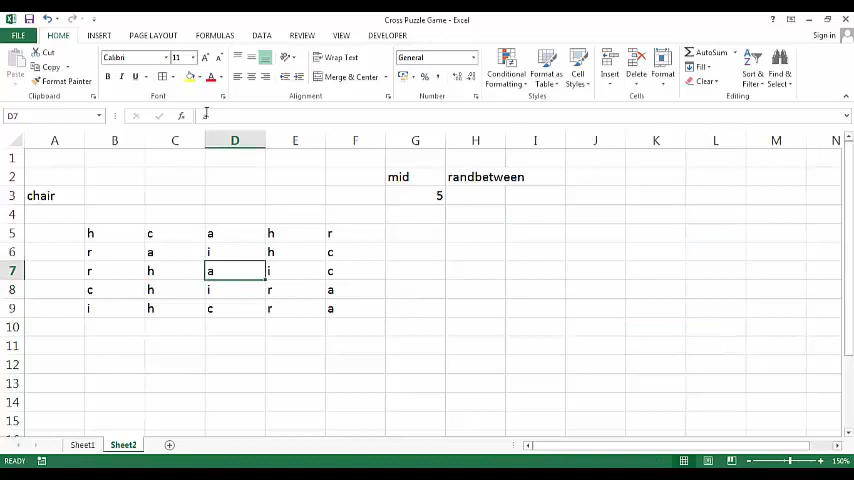 Cross Puzzle Game - Excel
Sign in
FILE HOME INSERT PAGE LAYOUT FORMULAS DATA REVIEW VIEW DEVELOPER
Paste
Cut
Copy
Format Painter
Calibri 11
B I U
Wrap Text
Merge & Center
General
$ % ,
Conditional Formatting
Format as Table
Cell Styles
Insert
Delete
Format
AutoSum
Fill
Clear
Sort & Filter
Find & Select
Clipboard Font Alignment Number Styles Cells Editing
D7 fx a
A B C D E F G H I J K L M N
1
2 mid randbetween
3 chair 5
4
5 h c a h r
6 r a i h c
7 r h a i c
8 c h i r a
9 i h c r a
10
11
12
13
14
15
Sheet1 Sheet2
READY 150%